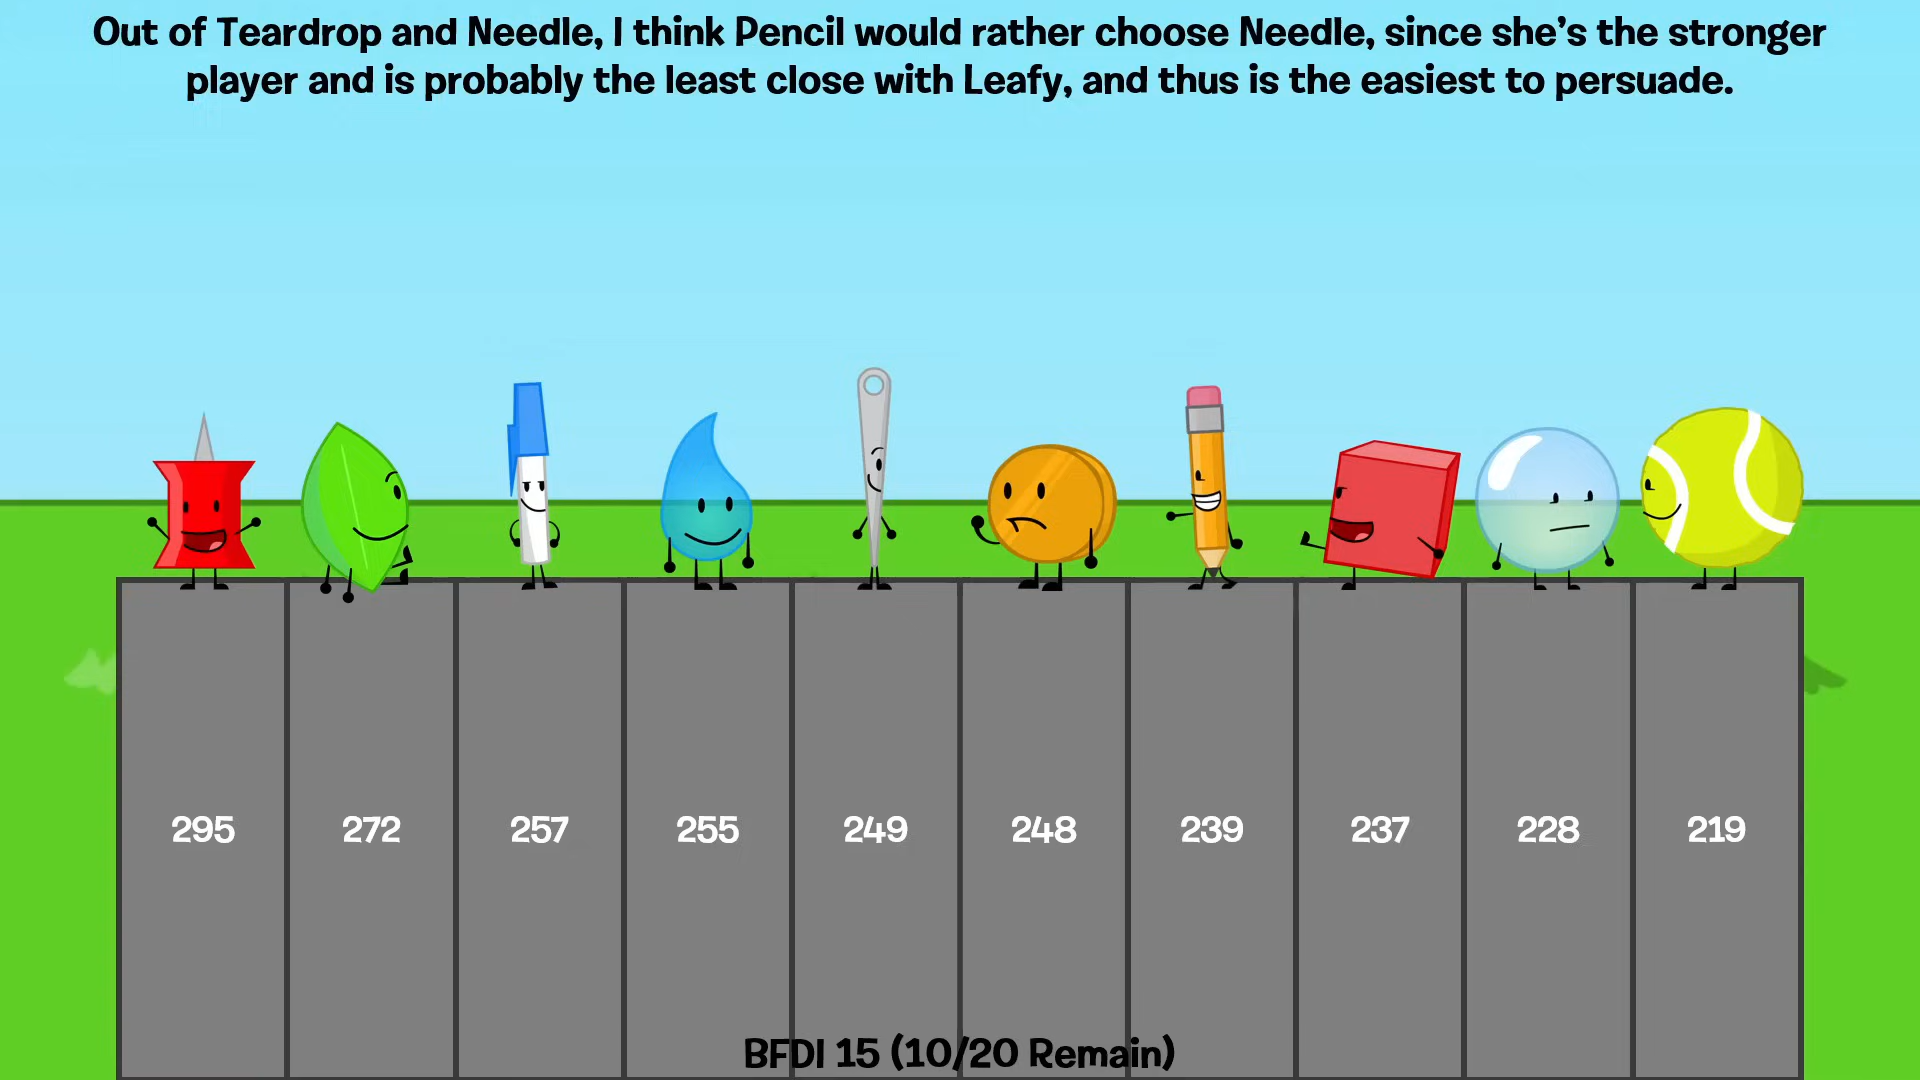 Out of Teardrop and Needle, I think Pencil would rather choose Needle, since she's the stronger
player and is probably the least close with Leafy, and thus is the easiest to persuade.
295 272 257 255 249 248 239 237 228 219
BFDI 15 (10/20 Remain)